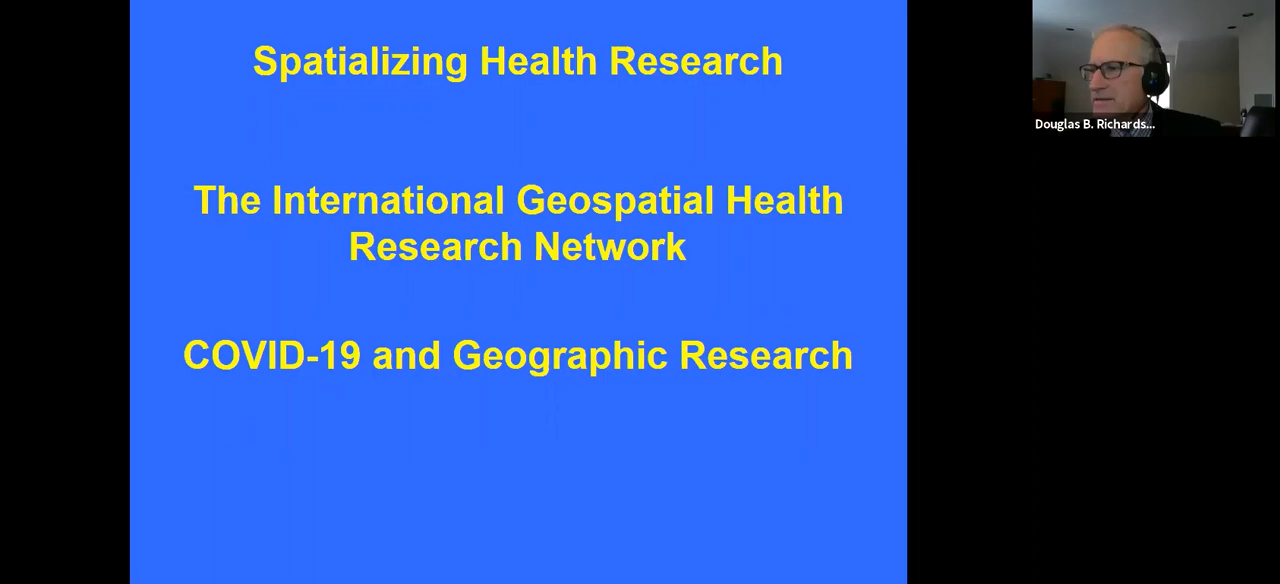 Spatializing Health Research
The International Geospatial Health
Research Network
COVID-19 and Geographic Research
Douglas B. Richards...